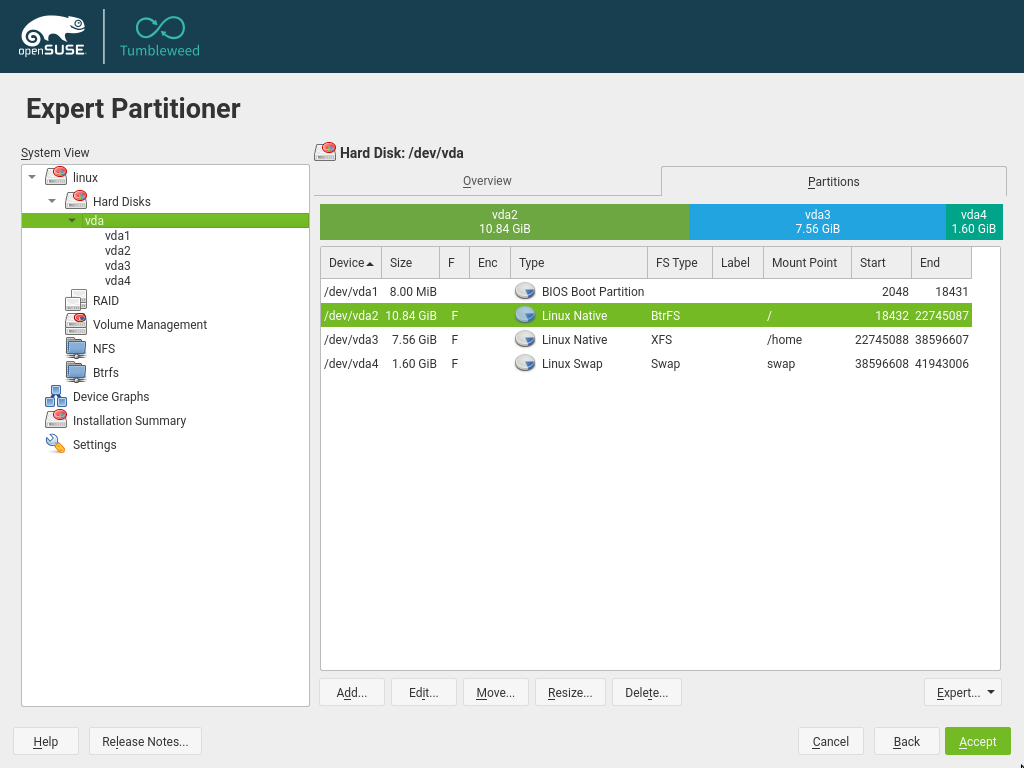 openSUSE
Tumbleweed
Expert Partitioner
System View
linux
Hard Disks
vda
vda1
vda2
vda3
vda4
RAID
Volume Management
NFS
Btrfs
Device Graphs
Installation Summary
Settings
Hard Disk: /dev/vda
Overview Partitions
vda2 vda3 vda4
10.84 GiB 7.56 GiB 1.60 GiB
Device Size F Enc Type FS Type Label Mount Point Start End
/dev/vda1 8.00 MiB BIOS Boot Partition 2048 18431
/dev/vda2 10.84 GiB F Linux Native BtrFS / 18432 22745087
/dev/vda3 7.56 GiB F Linux Native XFS /home 22745088 38596607
/dev/vda4 1.60 GiB F Linux Swap Swap swap 38596608 41943006
Add... Edit... Move... Resize... Delete... Expert...
Help Release Notes... Cancel Back Accept